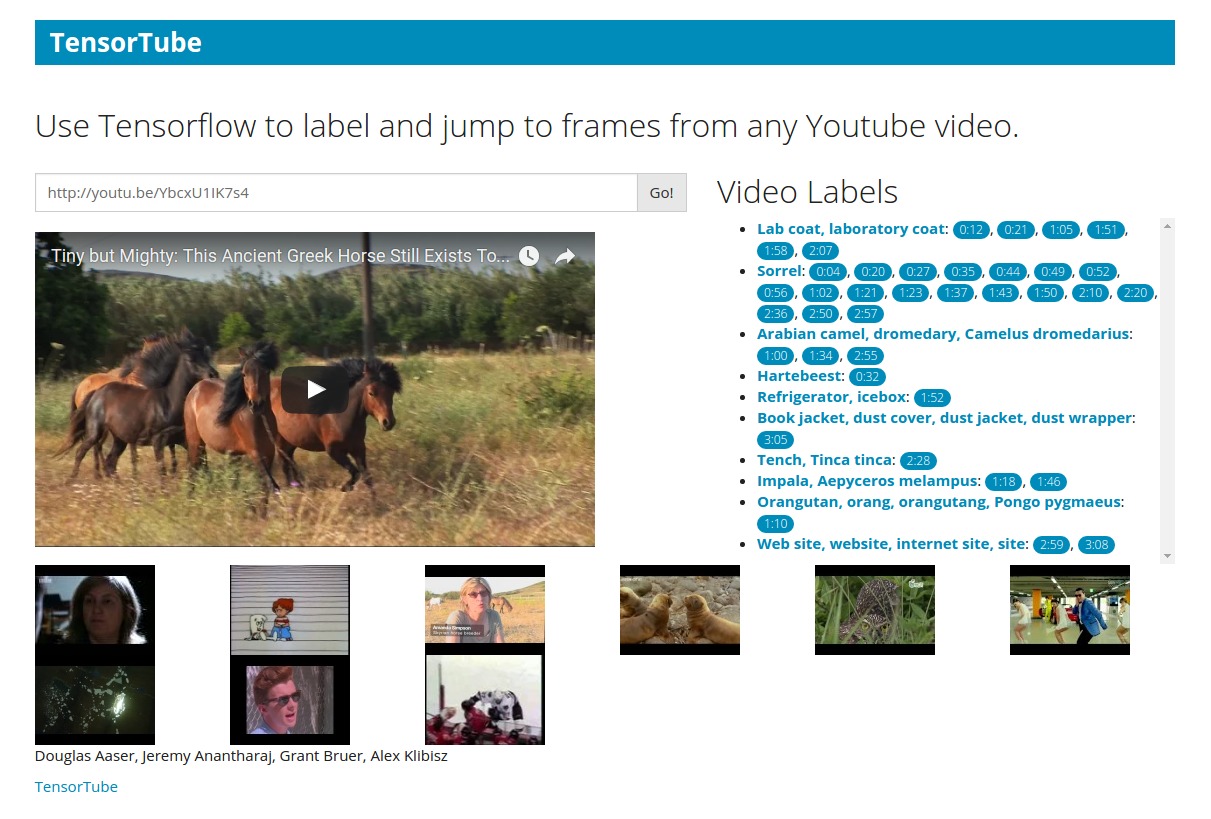 TensorTube
Use Tensorflow to label and jump to frames from any Youtube video.
http://youtu.be/YbcxU1IK7s4 Go!
Tiny but Mighty: This Ancient Greek Horse Still Exists To...
Video Labels
Lab coat, laboratory coat: 0:12, 0:21, 1:05, 1:51,
1:58, 2:07
Sorrel: 0:04, 0:20, 0:27, 0:35, 0:44, 0:49, 0:52,
0:56, 1:02, 1:21, 1:23, 1:37, 1:43, 1:50, 2:10, 2:20,
2:36, 2:50, 2:57
Arabian camel, dromedary, Camelus dromedarius:
1:00, 1:34, 2:55
Hartebeest: 0:32
Refrigerator, icebox: 1:52
Book jacket, dust cover, dust jacket, dust wrapper:
3:05
Tench, Tinca tinca: 2:28
Impala, Aepyceros melampus: 1:18, 1:46
Orangutan, orang, orangutang, Pongo pygmaeus:
1:10
Web site, website, internet site, site: 2:59, 3:08
Amanda Simpson
Skyrian horse breeder
Douglas Aaser, Jeremy Anantharaj, Grant Bruer, Alex Klibisz
TensorTube